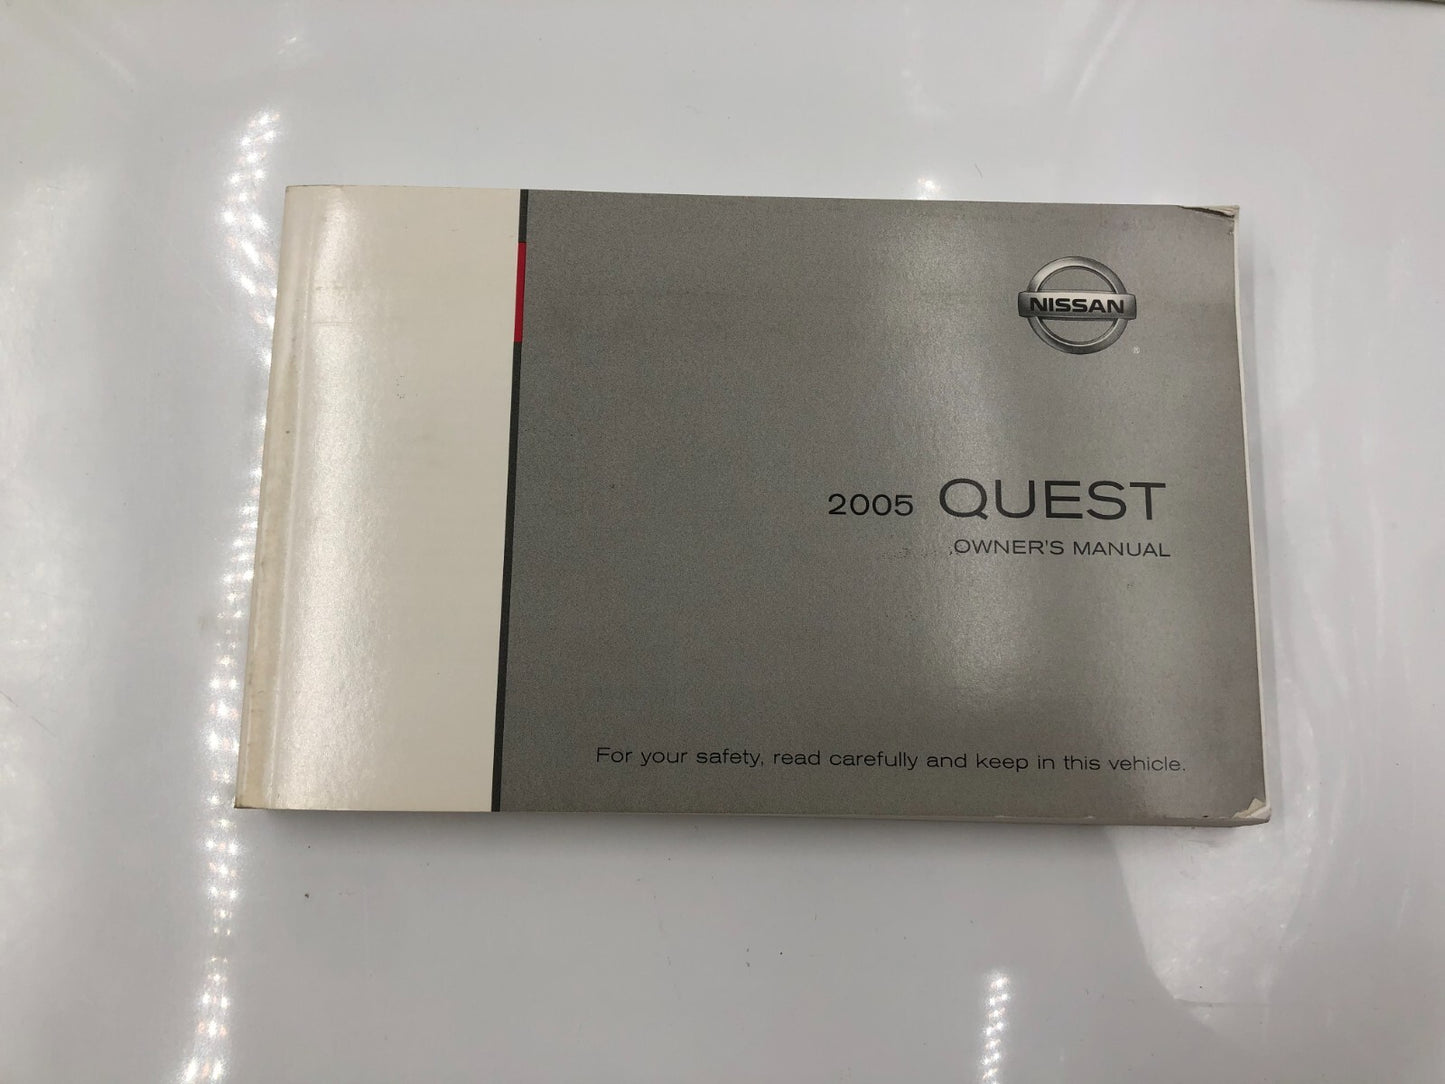 NISSAN
®
2005 QUEST
OWNER'S MANUAL
For your safety, read carefully and keep in this vehicle.